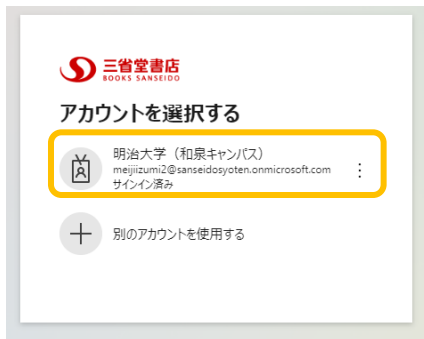 三省堂書店
BOOKS SANSEIDO
アカウントを選択する
明治大学（和泉キャンパス）
meijiizumi2@sanseidosyoten.onmicrosoft.com
サインイン済み
別のアカウントを使用する